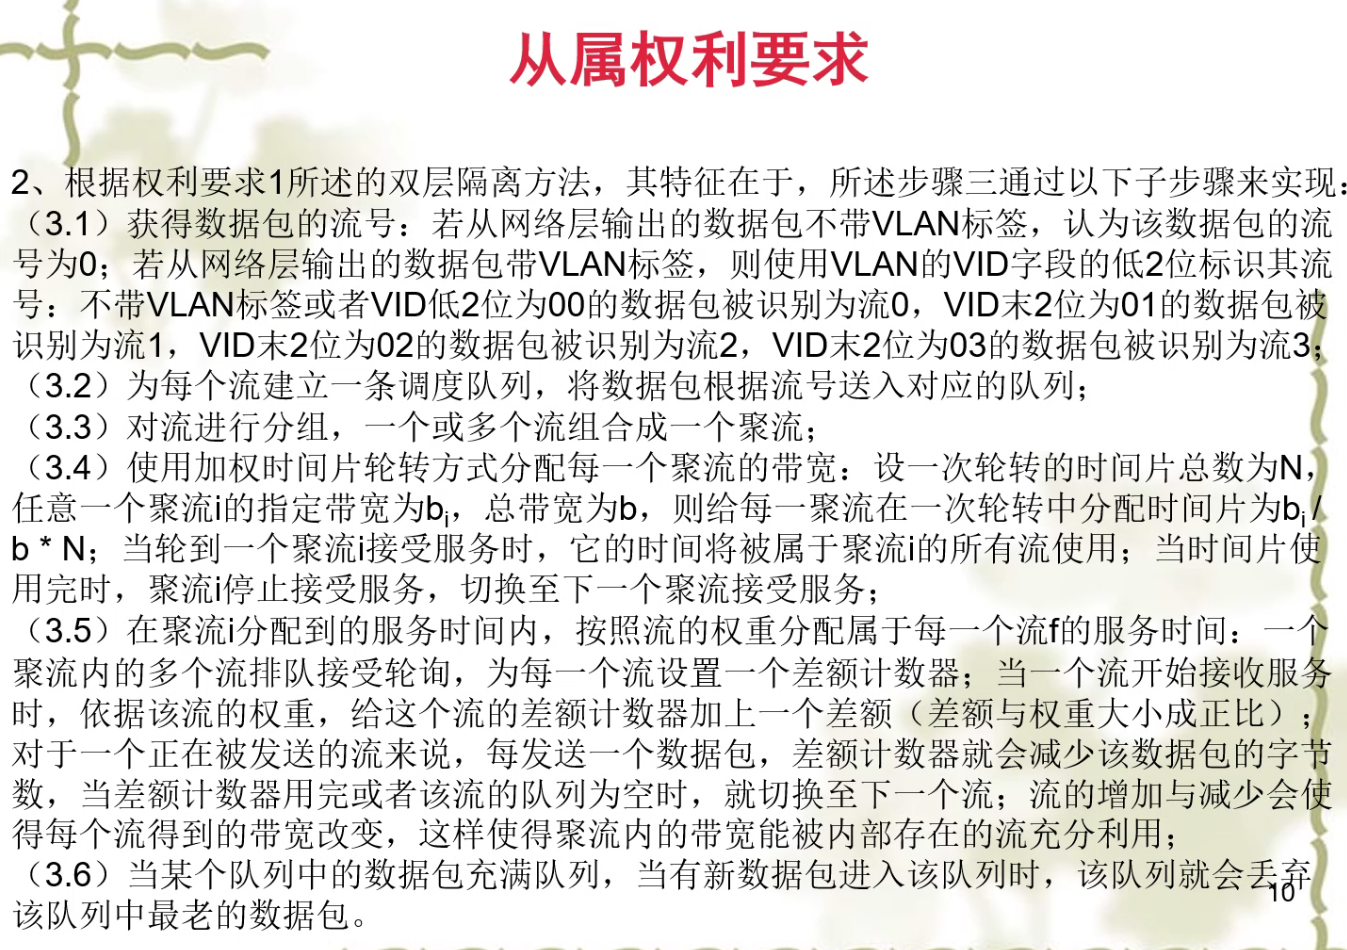 从属权利要求
2、根据权利要求1所述的双层隔离方法，其特征在于，所述步骤三通过以下子步骤来实现：
（3.1）获得数据包的流号：若从网络层输出的数据包不带VLAN标签，认为该数据包的流
号为0；若从网络层输出的数据包带VLAN标签，则使用VLAN的VID字段的低2位标识其流
号：不带VLAN标签或者VID低2位为00的数据包被识别为流0，VID末2位为01的数据包被
识别为流1，VID末2位为02的数据包被识别为流2，VID末2位为03的数据包被识别为流3；
（3.2）为每个流建立一条调度队列，将数据包根据流号送入对应的队列；
（3.3）对流进行分组，一个或多个流组合成一个聚流；
（3.4）使用加权时间片轮转方式分配每一个聚流的带宽：设一次轮转的时间片总数为N，
任意一个聚流i的指定带宽为bi，总带宽为b，则给每一聚流在一次轮转中分配时间片为bi /
b * N；当轮到一个聚流i接受服务时，它的时间将被属于聚流i的所有流使用；当时间片使
用完时，聚流i停止接受服务，切换至下一个聚流接受服务；
（3.5）在聚流i分配到的服务时间内，按照流的权重分配属于每一个流f的服务时间：一个
聚流内的多个流排队接受轮询，为每一个流设置一个差额计数器；当一个流开始接收服务
时，依据该流的权重，给这个流的差额计数器加上一个差额（差额与权重大小成正比）；
对于一个正在被发送的流来说，每发送一个数据包，差额计数器就会减少该数据包的字节
数，当差额计数器用完或者该流的队列为空时，就切换至下一个流；流的增加与减少会使
得每个流得到的带宽改变，这样使得聚流内的带宽能被内部存在的流充分利用；
（3.6）当某个队列中的数据包充满队列，当有新数据包进入该队列时，该队列就会丢弃
该队列中最老的数据包。
10